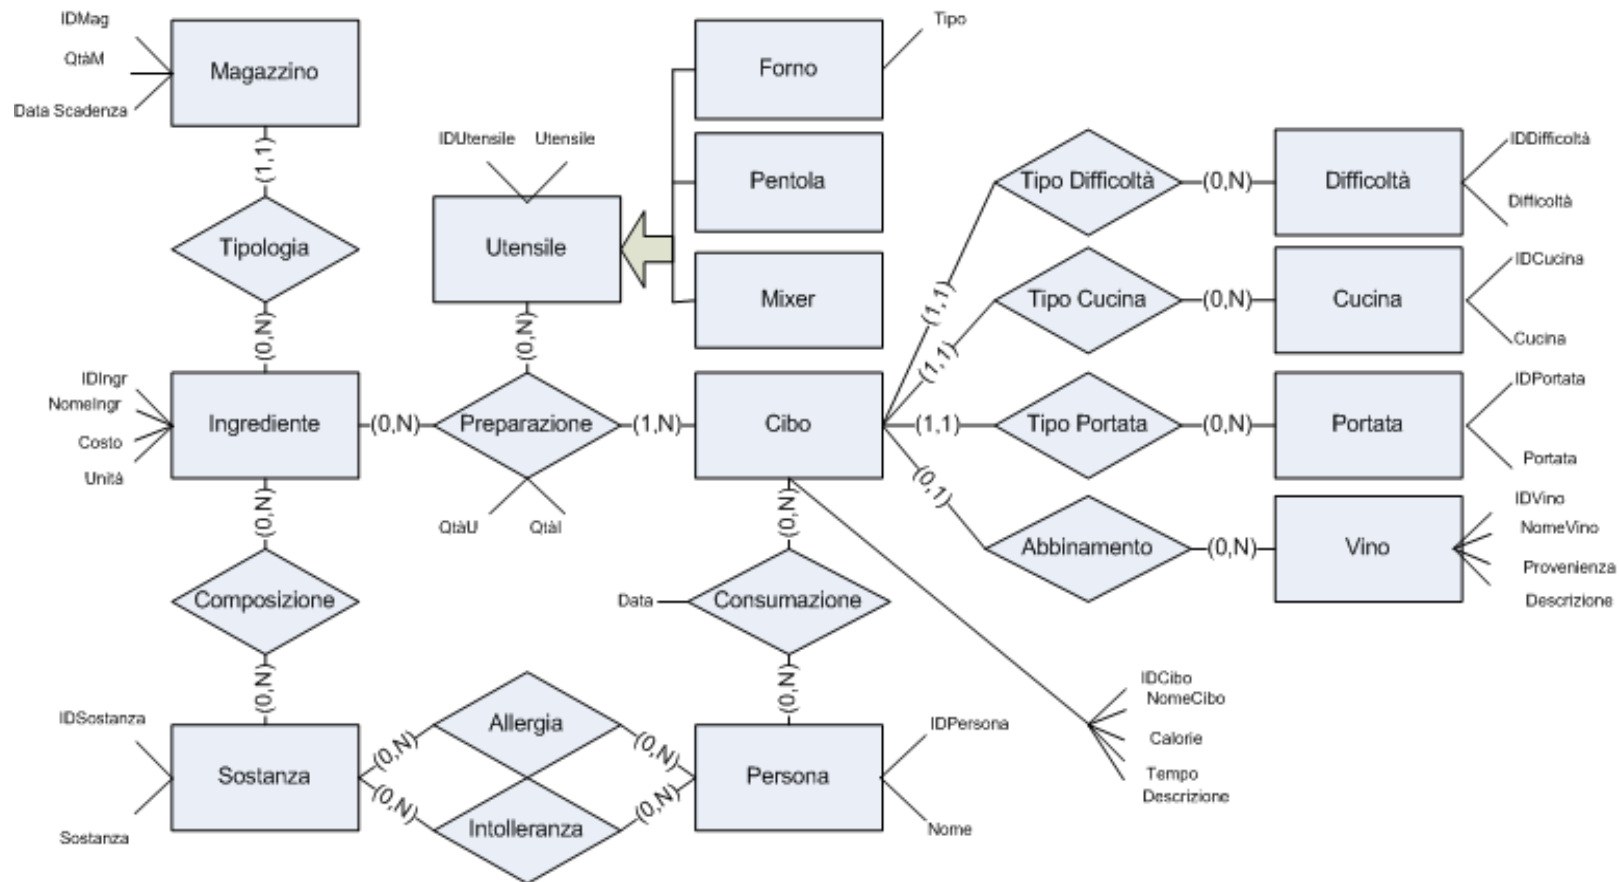 IDMag
QtàM
Data Scadenza
Magazzino
(1,1)
Tipologia
(0,N)
IDIngr
NomeIngr
Costo
Unità
Ingrediente
(0,N)
Composizione
(0,N)
IDSostanza
Sostanza
Sostanza
(0,N)
(0,N)
Allergia
Intolleranza
(0,N)
(0,N)
IDUtensile
Utensile
Utensile
(0,N)
(0,N)
Preparazione
(1,N)
QtàU
QtàI
Forno
Tipo
Pentola
Mixer
Cibo
(0,N)
Data
Consumazione
(0,N)
Persona
IDPersona
Nome
IDCibo
NomeCibo
Calorie
Tempo
Descrizione
(1,1)
Tipo Difficoltà
(0,N)
Difficoltà
IDDifficoltà
Difficoltà
(1,1)
Tipo Cucina
(0,N)
Cucina
IDCucina
Cucina
(1,1)
Tipo Portata
(0,N)
Portata
IDPortata
Portata
(0,1)
Abbinamento
(0,N)
Vino
IDVino
NomeVino
Provenienza
Descrizione